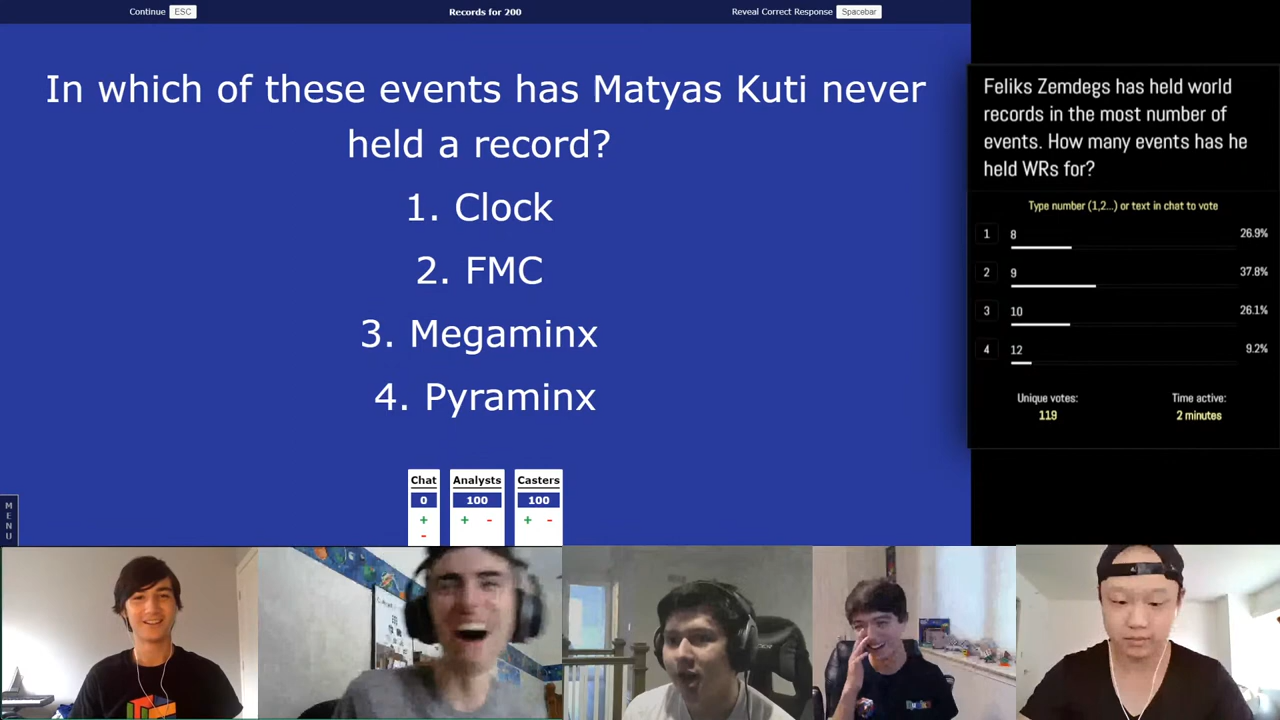 Continue ESC
Records for 200
Reveal Correct Response Spacebar
In which of these events has Matyas Kuti never
held a record?
1. Clock
2. FMC
3. Megaminx
4. Pyraminx
Feliks Zemdegs has held world
records in the most number of
events. How many events has he
held WRs for?
Type number (1,2...) or text in chat to vote
1 8 26.9%
2 9 37.8%
3 10 26.1%
4 12 9.2%
Unique votes: Time active:
119 2 minutes
MENU
Chat Analysts Casters
0 100 100
+ + - + -
-